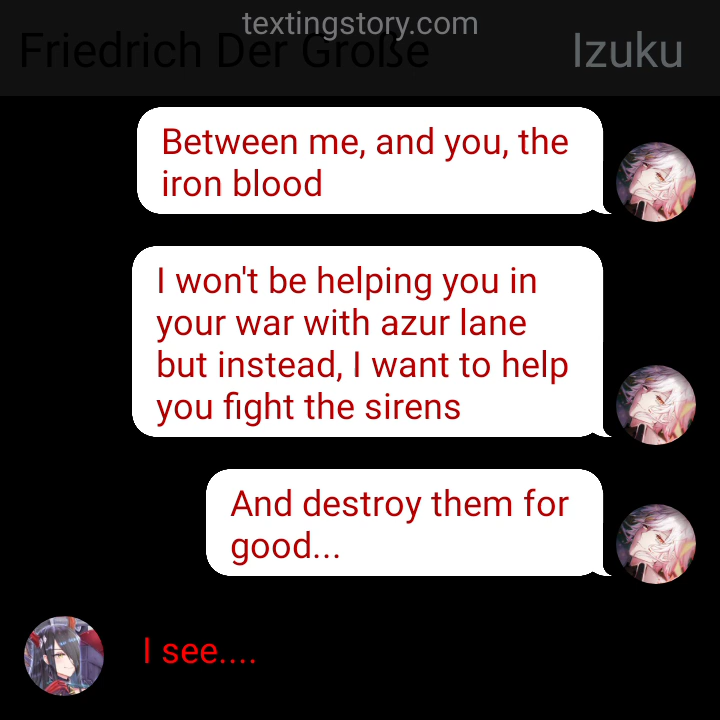 textingstory.com
Friedrich Der Große
Izuku
Between me, and you, the
iron blood
I won't be helping you in
your war with azur lane
but instead, I want to help
you fight the sirens
And destroy them for
good...
I see....